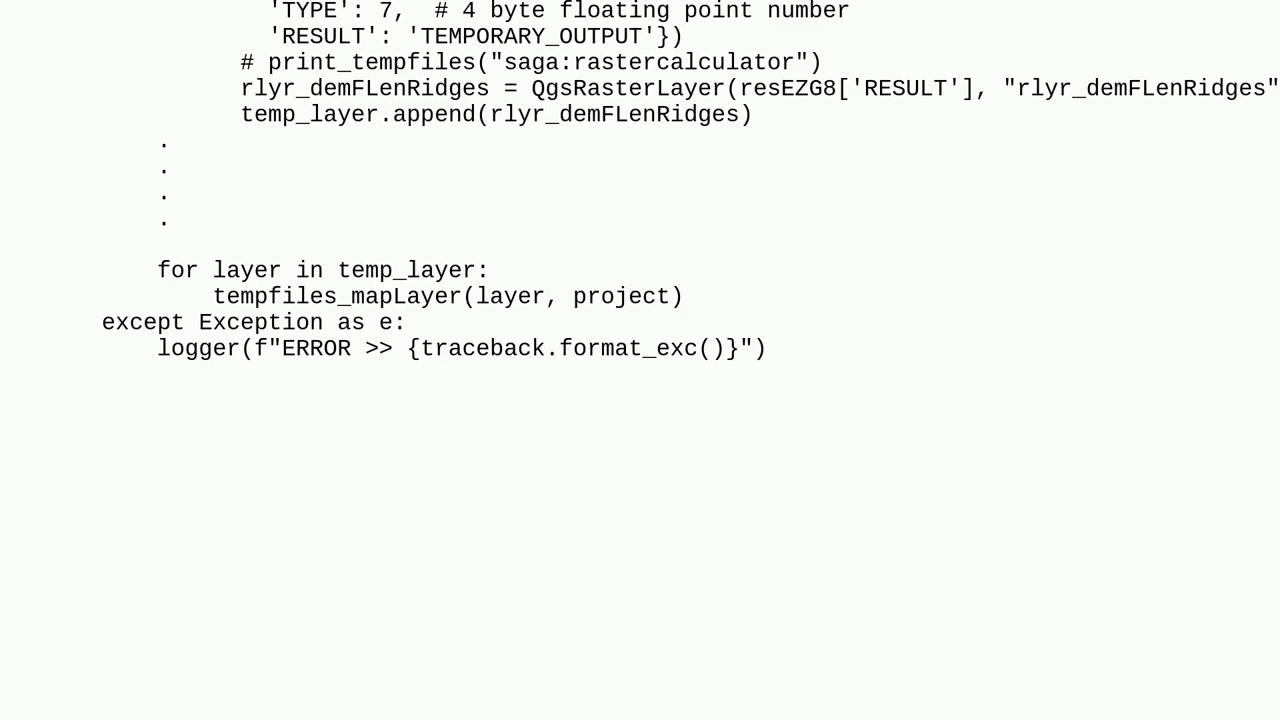 'TYPE': 7,  # 4 byte floating point number
'RESULT': 'TEMPORARY_OUTPUT'})
# print_tempfiles("saga:rastercalculator")
rlyr_demFLenRidges = QgsRasterLayer(resEZG8['RESULT'], "rlyr_demFLenRidges"
temp_layer.append(rlyr_demFLenRidges)
.
.
.
.
for layer in temp_layer:
tempfiles_mapLayer(layer, project)
except Exception as e:
logger(f"ERROR >> {traceback.format_exc()}")